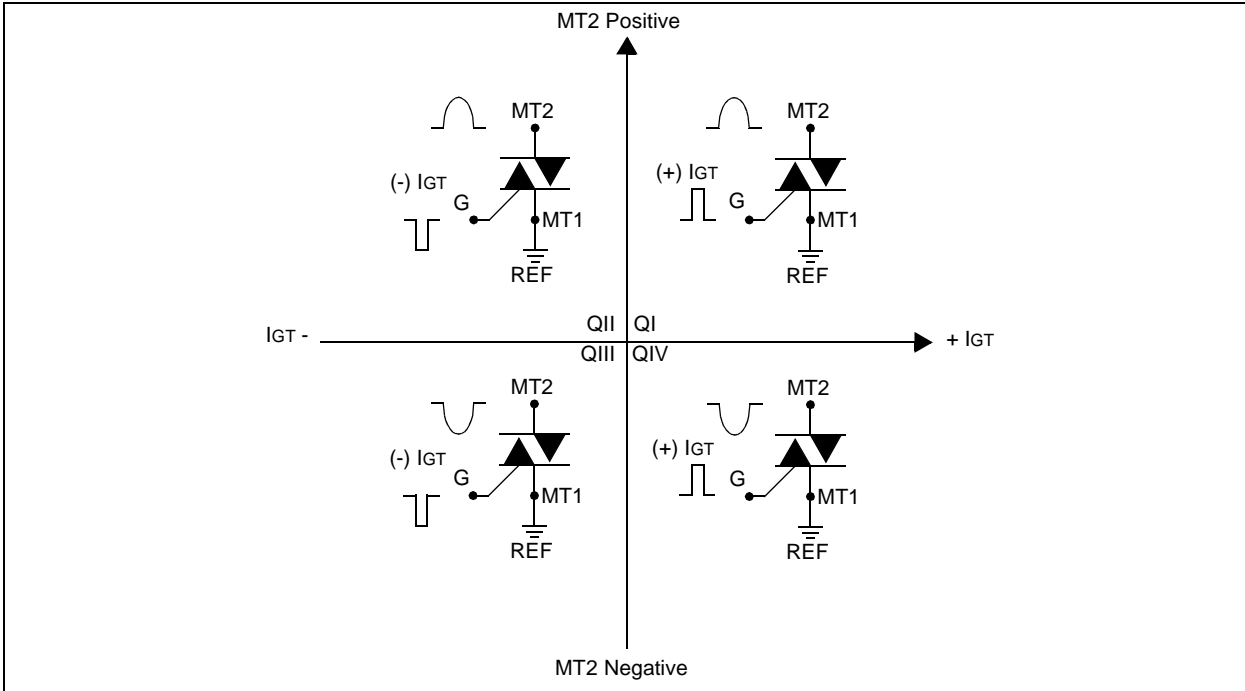 MT2 Positive
MT2
(-) IGT
G
MT1
REF
MT2
(+) IGT
G
MT1
REF
QII QI
IGT -
+ IGT
QIII QIV
MT2
(-) IGT
G
MT1
REF
MT2
(+) IGT
G
MT1
REF
MT2 Negative